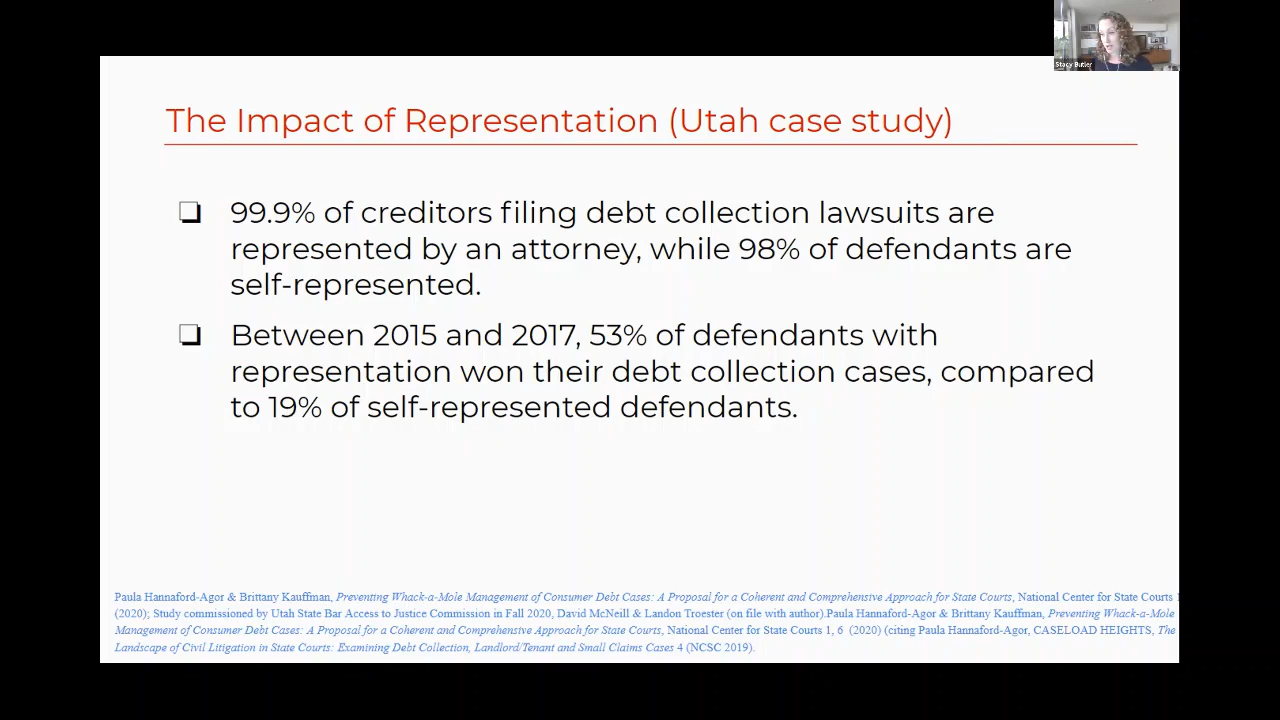 Stacy Butler
The Impact of Representation (Utah case study)
❏ 99.9% of creditors filing debt collection lawsuits are
represented by an attorney, while 98% of defendants are
self-represented.
❏ Between 2015 and 2017, 53% of defendants with
representation won their debt collection cases, compared
to 19% of self-represented defendants.
Paula Hannaford-Agor & Brittany Kauffman, Preventing Whack-a-Mole Management of Consumer Debt Cases: A Proposal for a Coherent and Comprehensive Approach for State Courts, National Center for State Courts 1
(2020); Study commissioned by Utah State Bar Access to Justice Commission in Fall 2020, David McNeill & Landon Troester (on file with author).Paula Hannaford-Agor & Brittany Kauffman, Preventing Whack-a-Mole
Management of Consumer Debt Cases: A Proposal for a Coherent and Comprehensive Approach for State Courts, National Center for State Courts 1, 6 (2020) (citing Paula Hannaford-Agor, CASELOAD HEIGHTS, The
Landscape of Civil Litigation in State Courts: Examining Debt Collection, Landlord/Tenant and Small Claims Cases 4 (NCSC 2019).